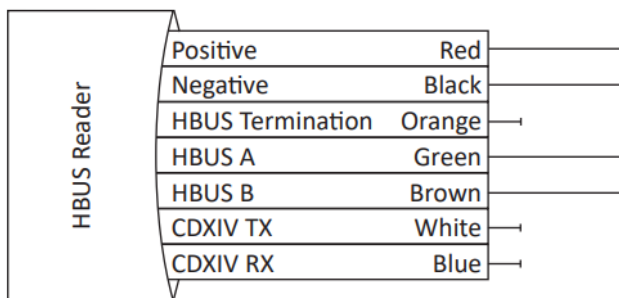 HBUS Reader
Positive Red
Negative Black
HBUS Termination Orange
HBUS A Green
HBUS B Brown
CDXIV TX White
CDXIV RX Blue